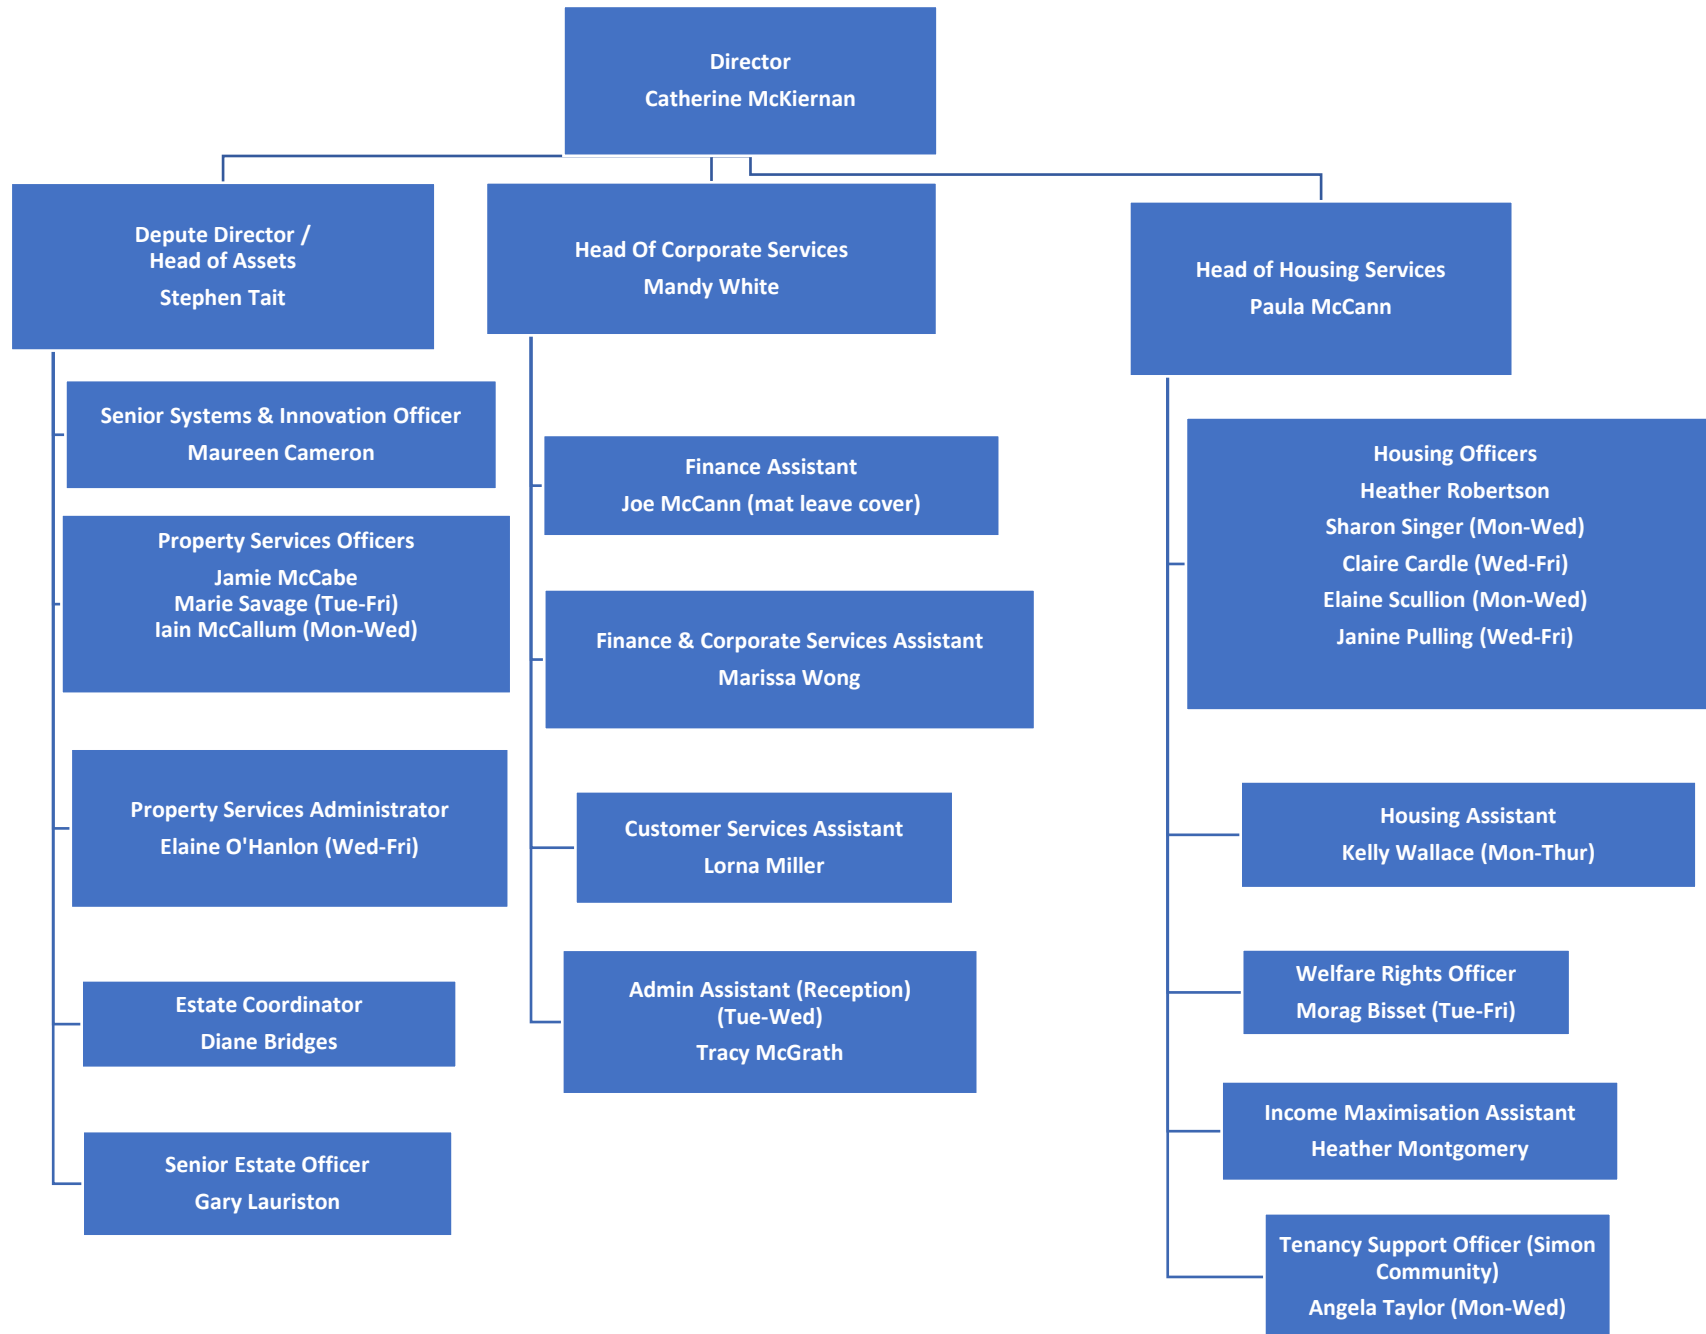 Director
Catherine McKiernan
Depute Director /
Head of Assets
Stephen Tait
Senior Systems & Innovation Officer
Maureen Cameron
Property Services Officers
Jamie McCabe
Marie Savage (Tue-Fri)
Iain McCallum (Mon-Wed)
Property Services Administrator
Elaine O'Hanlon (Wed-Fri)
Estate Coordinator
Diane Bridges
Senior Estate Officer
Gary Lauriston
Head Of Corporate Services
Mandy White
Finance Assistant
Joe McCann (mat leave cover)
Finance & Corporate Services Assistant
Marissa Wong
Customer Services Assistant
Lorna Miller
Admin Assistant (Reception)
(Tue-Wed)
Tracy McGrath
Head of Housing Services
Paula McCann
Housing Officers
Heather Robertson
Sharon Singer (Mon-Wed)
Claire Cardle (Wed-Fri)
Elaine Scullion (Mon-Wed)
Janine Pulling (Wed-Fri)
Housing Assistant
Kelly Wallace (Mon-Thur)
Welfare Rights Officer
Morag Bisset (Tue-Fri)
Income Maximisation Assistant
Heather Montgomery
Tenancy Support Officer (Simon
Community)
Angela Taylor (Mon-Wed)